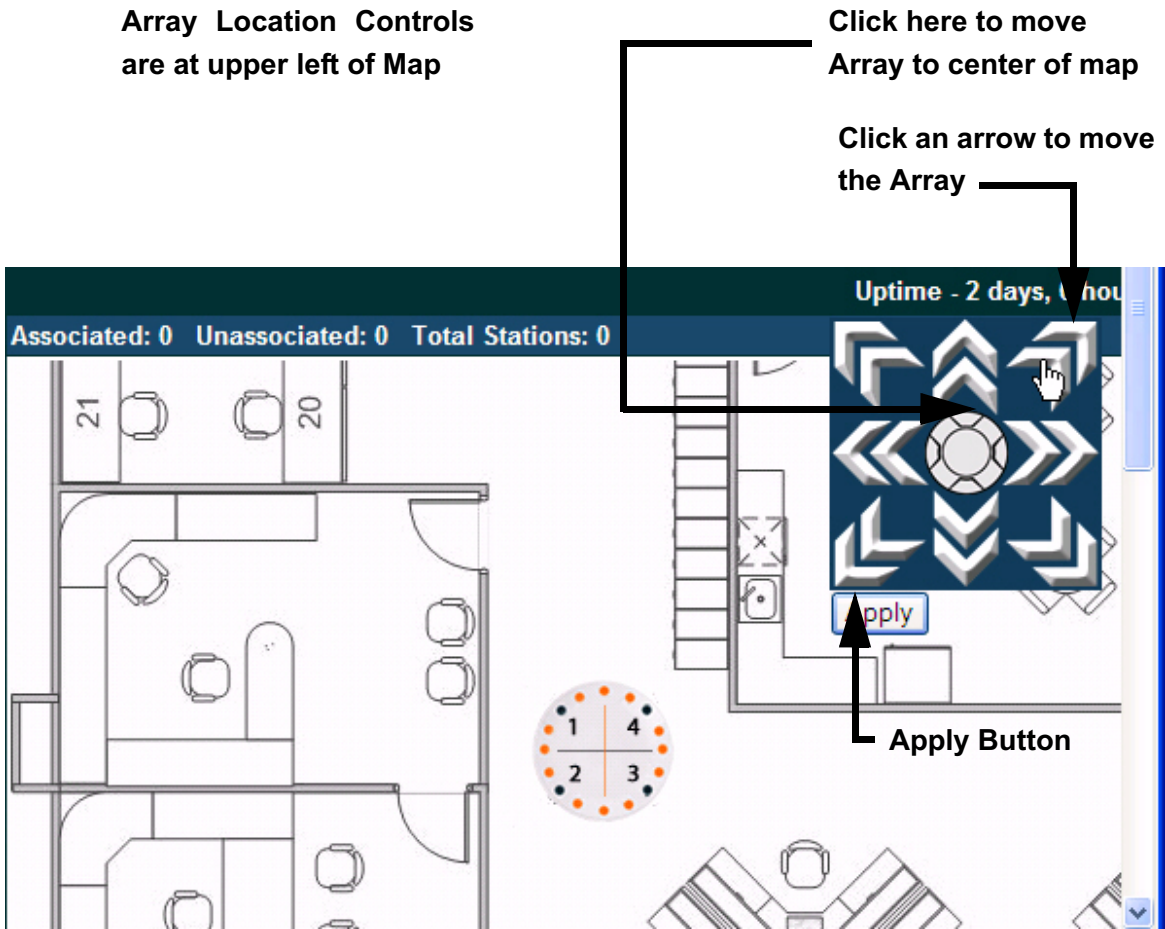 Array Location Controls
are at upper left of Map
Click here to move
Array to center of map
Click an arrow to move
the Array
Uptime - 2 days,
Associated: 0 Unassociated: 0 Total Stations: 0
21
20
Apply
1 4
2 3
Apply Button